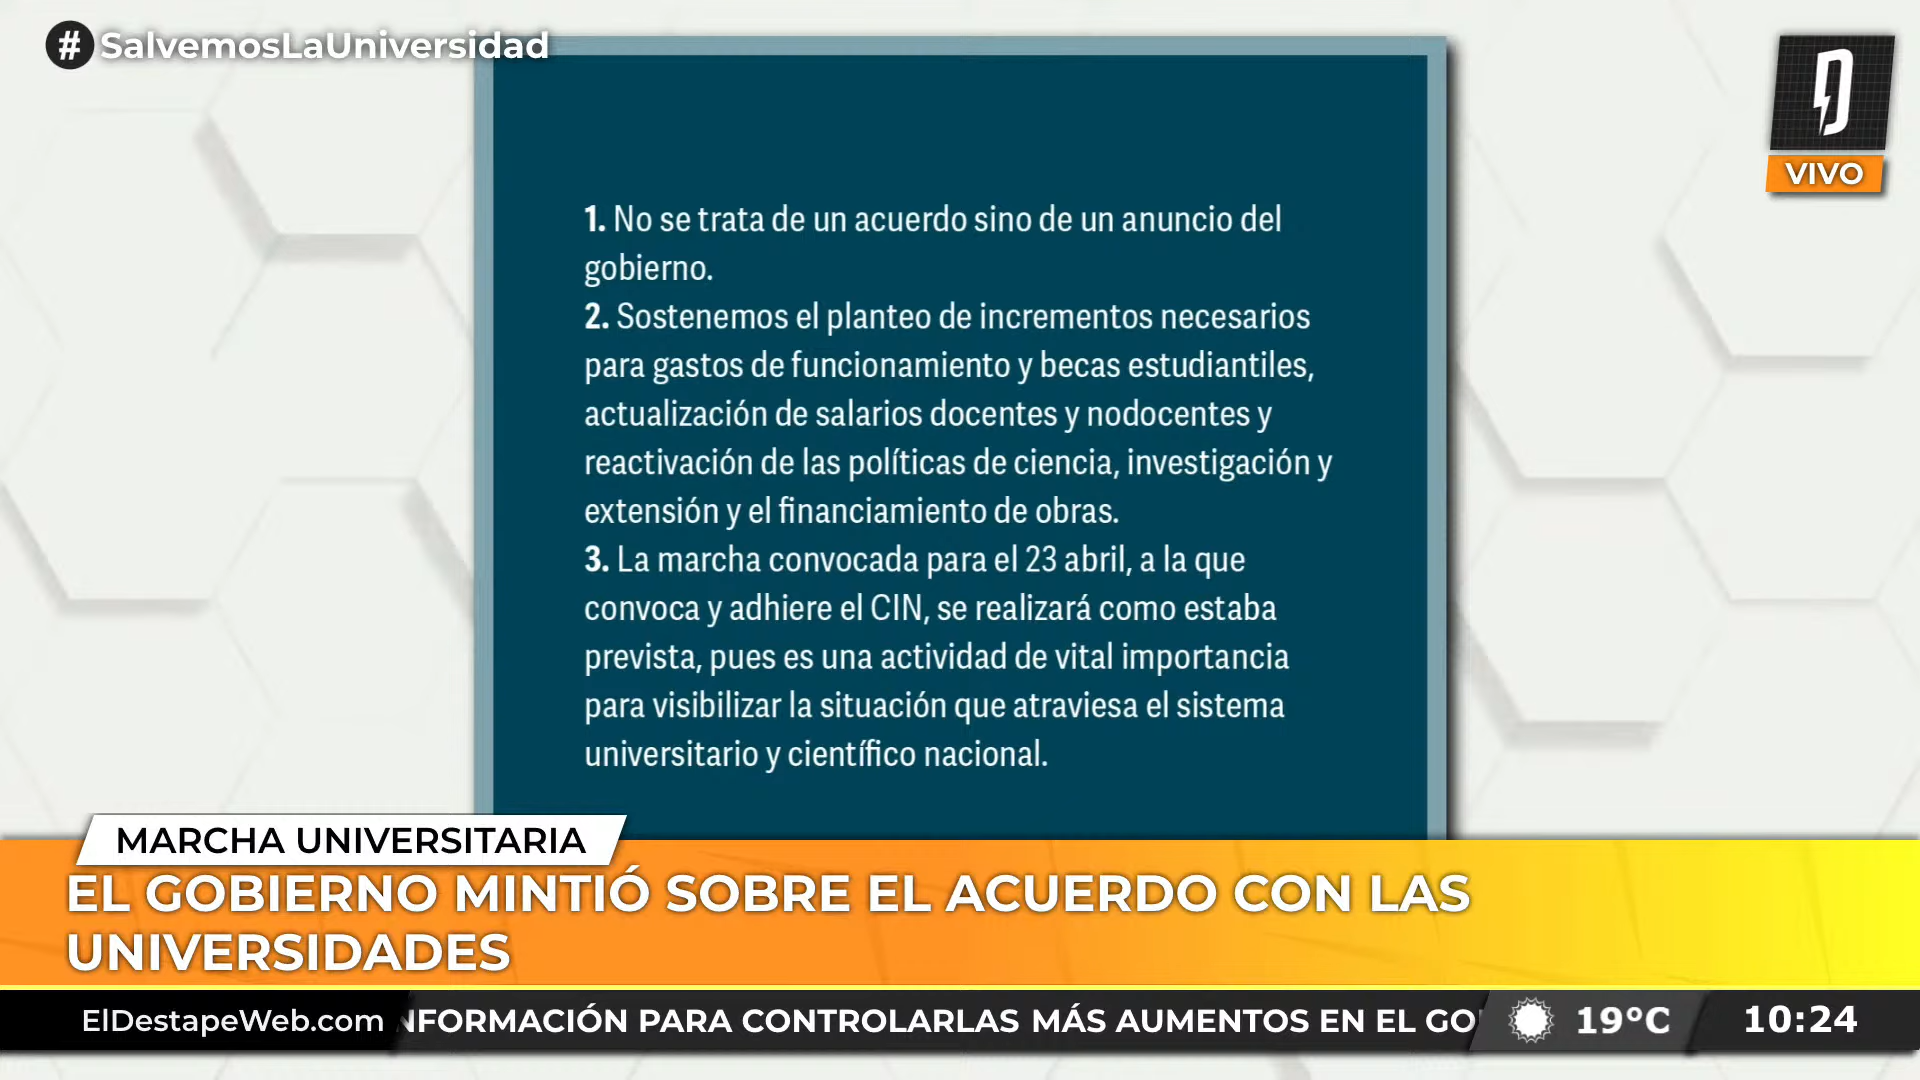 # SalvemosLaUniversidad
VIVO
1. No se trata de un acuerdo sino de un anuncio del
gobierno.
2. Sostenemos el planteo de incrementos necesarios
para gastos de funcionamiento y becas estudiantiles,
actualización de salarios docentes y nodocentes y
reactivación de las políticas de ciencia, investigación y
extensión y el financiamiento de obras.
3. La marcha convocada para el 23 abril, a la que
convoca y adhiere el CIN, se realizará como estaba
prevista, pues es una actividad de vital importancia
para visibilizar la situación que atraviesa el sistema
universitario y científico nacional.
MARCHA UNIVERSITARIA
EL GOBIERNO MINTIÓ SOBRE EL ACUERDO CON LAS
UNIVERSIDADES
ElDestapeWeb.com NFORMACIÓN PARA CONTROLARLAS MÁS AUMENTOS EN EL GO 19°C 10:24